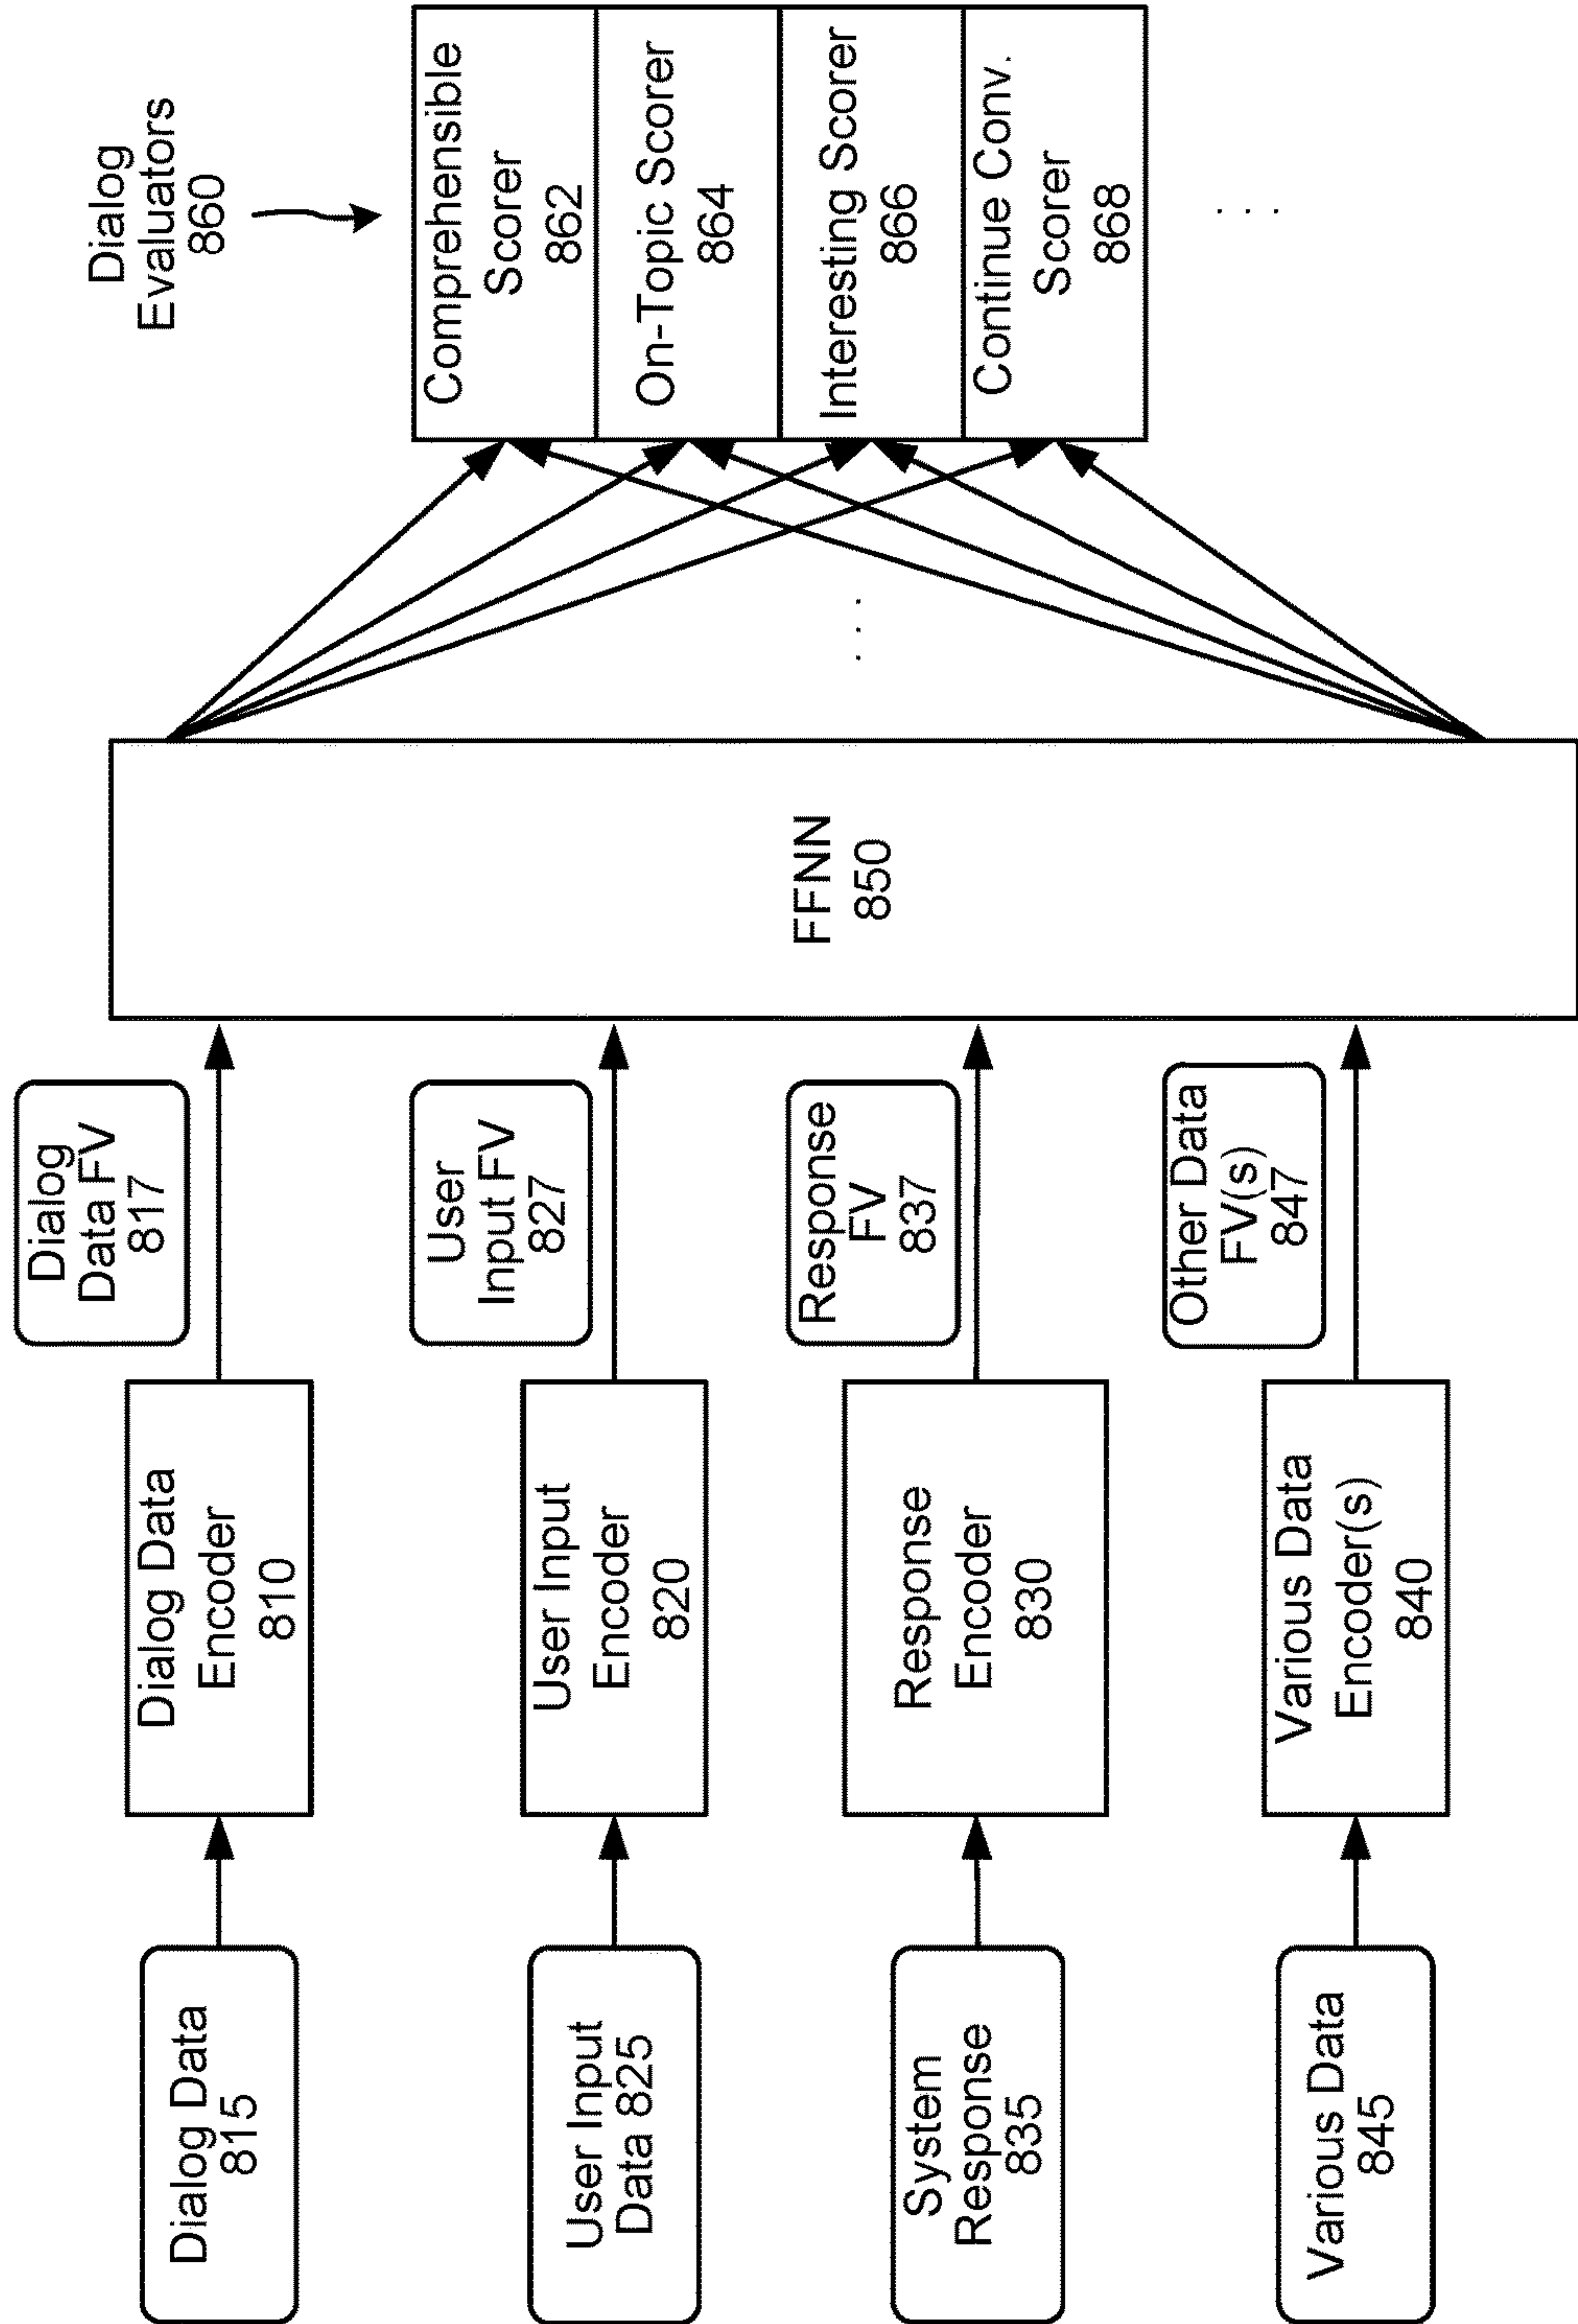 Dialog Data
815
Dialog Data
Encoder
810
Dialog
Data FV
817
User Input
Data 825
User Input
Encoder
820
User
Input FV
827
System
Response
835
Response
Encoder
830
Response
FV
837
Various Data
845
Various Data
Encoder(s)
840
Other Data
FV(s)
847
FFNN
850
. . .
Dialog
Evaluators
860
Comprehensible
Scorer
862
On-Topic Scorer
864
Interesting Scorer
866
Continue Conv.
Scorer
868
. . .